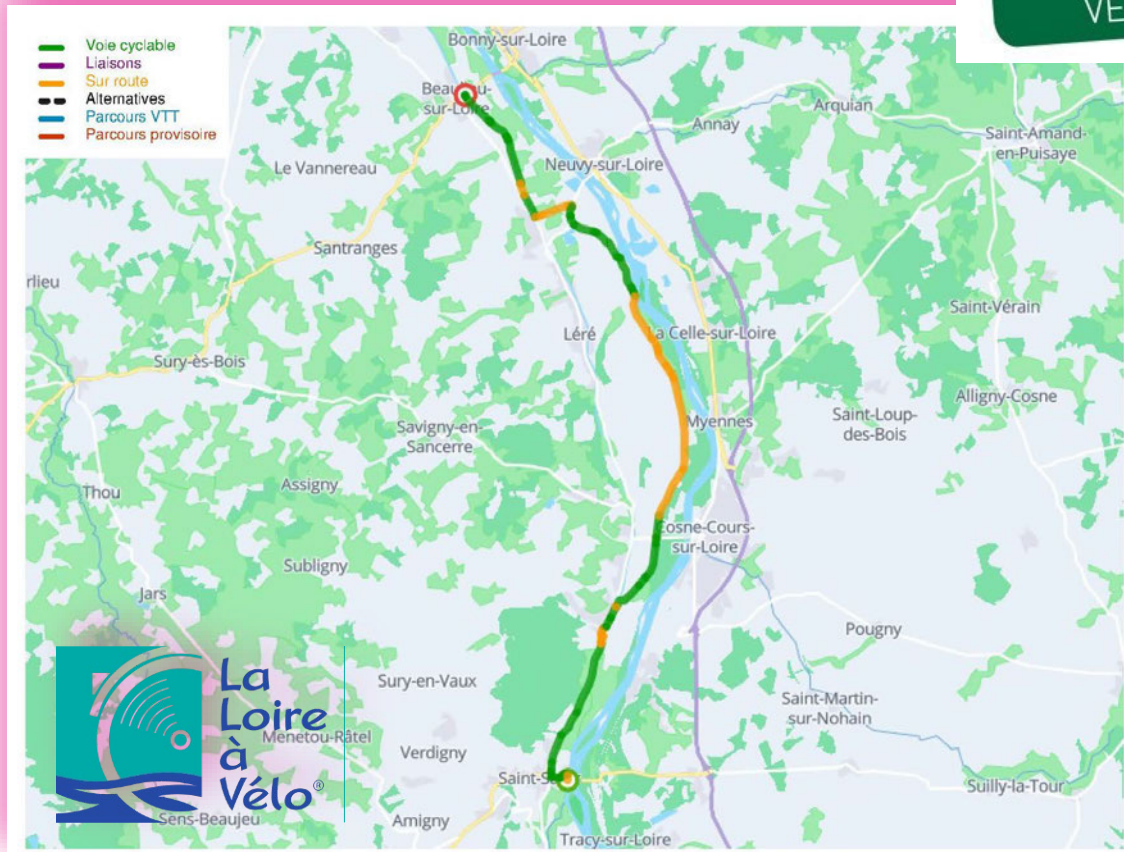 VE
Voie cyclable
Liaisons
Sur route
Alternatives
Parcours VTT
Parcours provisoire
Bonny-sur-Loire
sur-Loire
Arquian
Annay
Saint-Amand-
en-Puisaye
Le Vannereau
Neuvy-sur-Loire
Santranges
rlieu
Saint-Vérain
Léré
La Celle-sur-Loire
Sury-ès-Bois
Alligny-Cosne
Savigny-en-
Sancerre
Myennes
Saint-Loup-
des-Bois
Thou
Assigny
Cosne-Cours-
sur-Loire
Subligny
Jars
Pougny
La
Loire
à
Vélo®
Sury-en-Vaux
Saint-Martin-
sur-Nohain
Menetou-Râtel
Verdigny
Suilly-la-Tour
Sens-Beaujeu
Amigny
Tracy-sur-Loire